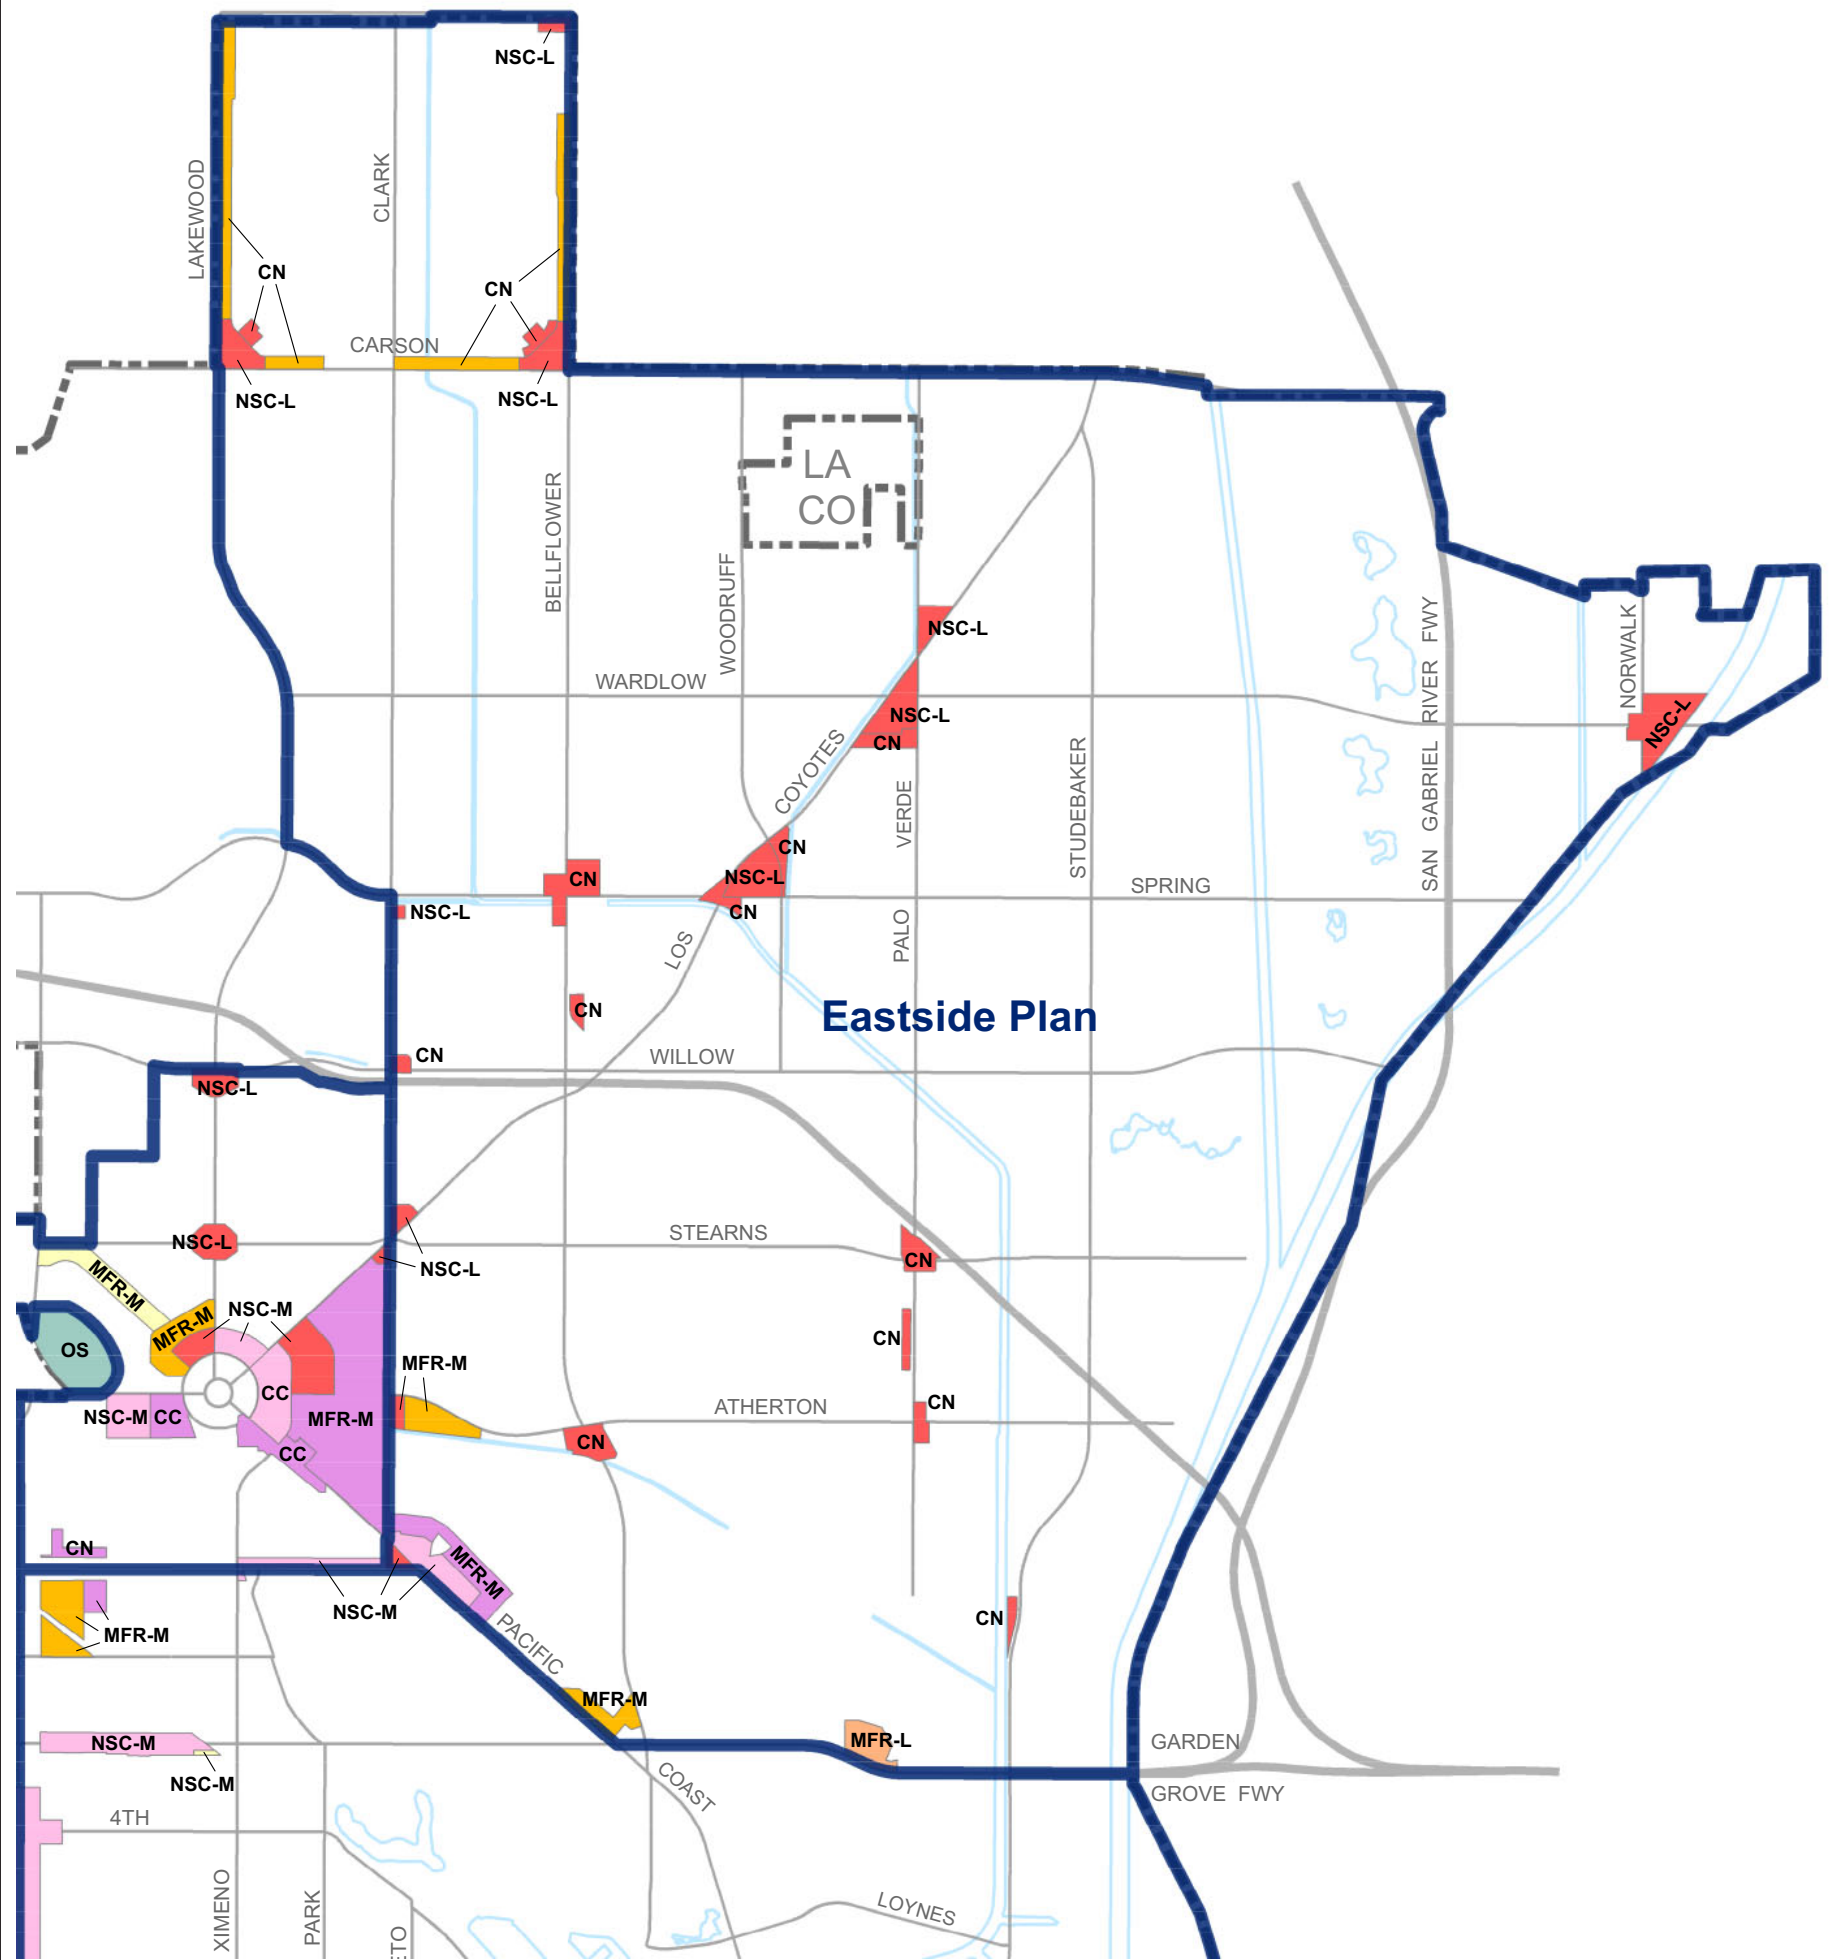 NSC-L
LAKEWOOD
CLARK
CN
CN
CARSON
NSC-L
NSC-L
LA
CO
BELLFLOWER
WOODRUFF
NSC-L
WARDLOW
NSC-L
CN
COYOTES
VERDE
STUDEBAKER
SAN GABRIEL RIVER FWY
NORWALK
NSC-L
CN
NSC-L
CN
CN
SPRING
NSC-L
LOS
PALO
CN
Eastside Plan
CN
WILLOW
NSC-L
NSC-L
STEARNS
NSC-L
CN
MFR-M
MFR-M
NSC-M
OS
CN
MFR-M
CC
NSC-M
CC
MFR-M
CN
ATHERTON
CN
CC
CN
MFR-M
NSC-M
CN
MFR-M
PACIFIC
MFR-M
NSC-M
NSC-M
MFR-L
GARDEN
GROVE FWY
COAST
4TH
XIMENO
PARK
LOYNES
ETO